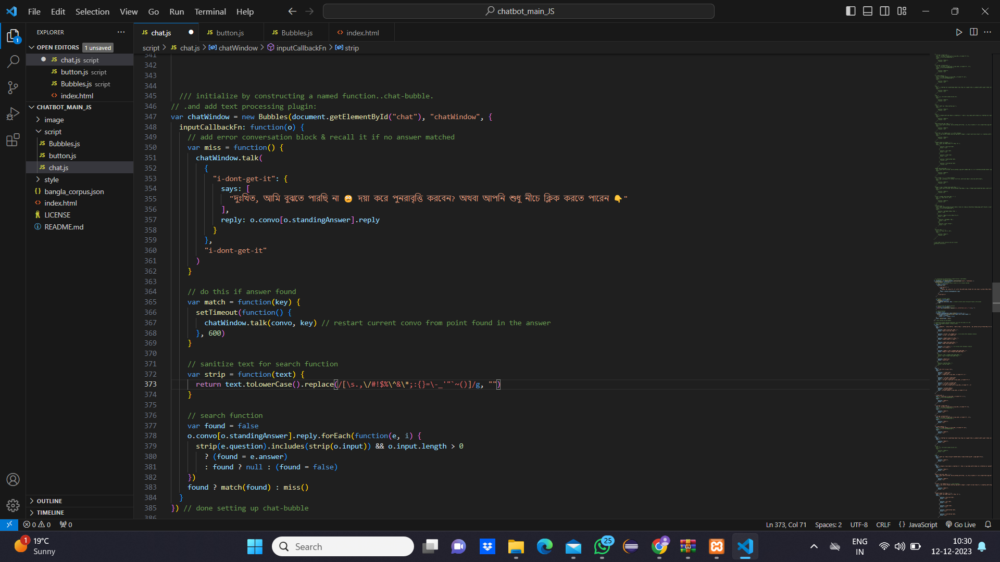 File Edit Selection View Go Run Terminal Help
chatbot_main_JS
EXPLORER
OPEN EDITORS 1 unsaved
JS chat.js script
JS button.js script
JS Bubbles.js script
<> index.html
CHATBOT_MAIN_JS
image
script
JS Bubbles.js
JS button.js
JS chat.js
style
{} bangla_corpus.json
<> index.html
LICENSE
README.md
OUTLINE
TIMELINE
JS chat.js
JS button.js
JS Bubbles.js
<> index.html
script > JS chat.js > chatWindow > inputCallbackFn > strip
341
342
343
344
345 /// initialize by constructing a named function..chat-bubble.
346 // .and add text processing plugin:
347 var chatWindow = new Bubbles(document.getElementById("chat"), "chatWindow", {
348 inputCallbackFn: function(o) {
349 // add error conversation block & recall it if no answer matched
350 var miss = function() {
351 chatWindow.talk(
352 {
353 "i-dont-get-it": {
354 says: [
355 "দুঃখিত, আমি বুঝতে পারছি না 😕 দয়া করে পুনরাবৃত্তি করবেন? অথবা আপনি শুধু নীচে ক্লিক করতে পারেন 👇"
356 ],
357 reply: o.convo[o.standingAnswer].reply
358 }
359 },
360 "i-dont-get-it"
361 )
362 }
363
364 // do this if answer found
365 var match = function(key) {
366 setTimeout(function() {
367 chatWindow.talk(convo, key) // restart current convo from point found in the answer
368 }, 600)
369 }
370
371 // sanitize text for search function
372 var strip = function(text) {
373 return text.toLowerCase().replace(/[\s.,\/#!$%\^&\*;:{}=\-_'"`~()]/g, "")
374 }
375
376 // search function
377 var found = false
378 o.convo[o.standingAnswer].reply.forEach(function(e, i) {
379 strip(e.question).includes(strip(o.input)) && o.input.length > 0
380 ? (found = e.answer)
381 : found ? null : (found = false)
382 })
383 found ? match(found) : miss()
384 }
385 }) // done setting up chat-bubble
386
0 0 0
Ln 373, Col 71 Spaces: 2 UTF-8 CRLF {} JavaScript Go Live
1
19°C
Sunny
Search
25
ENG
IN
10:30
12-12-2023